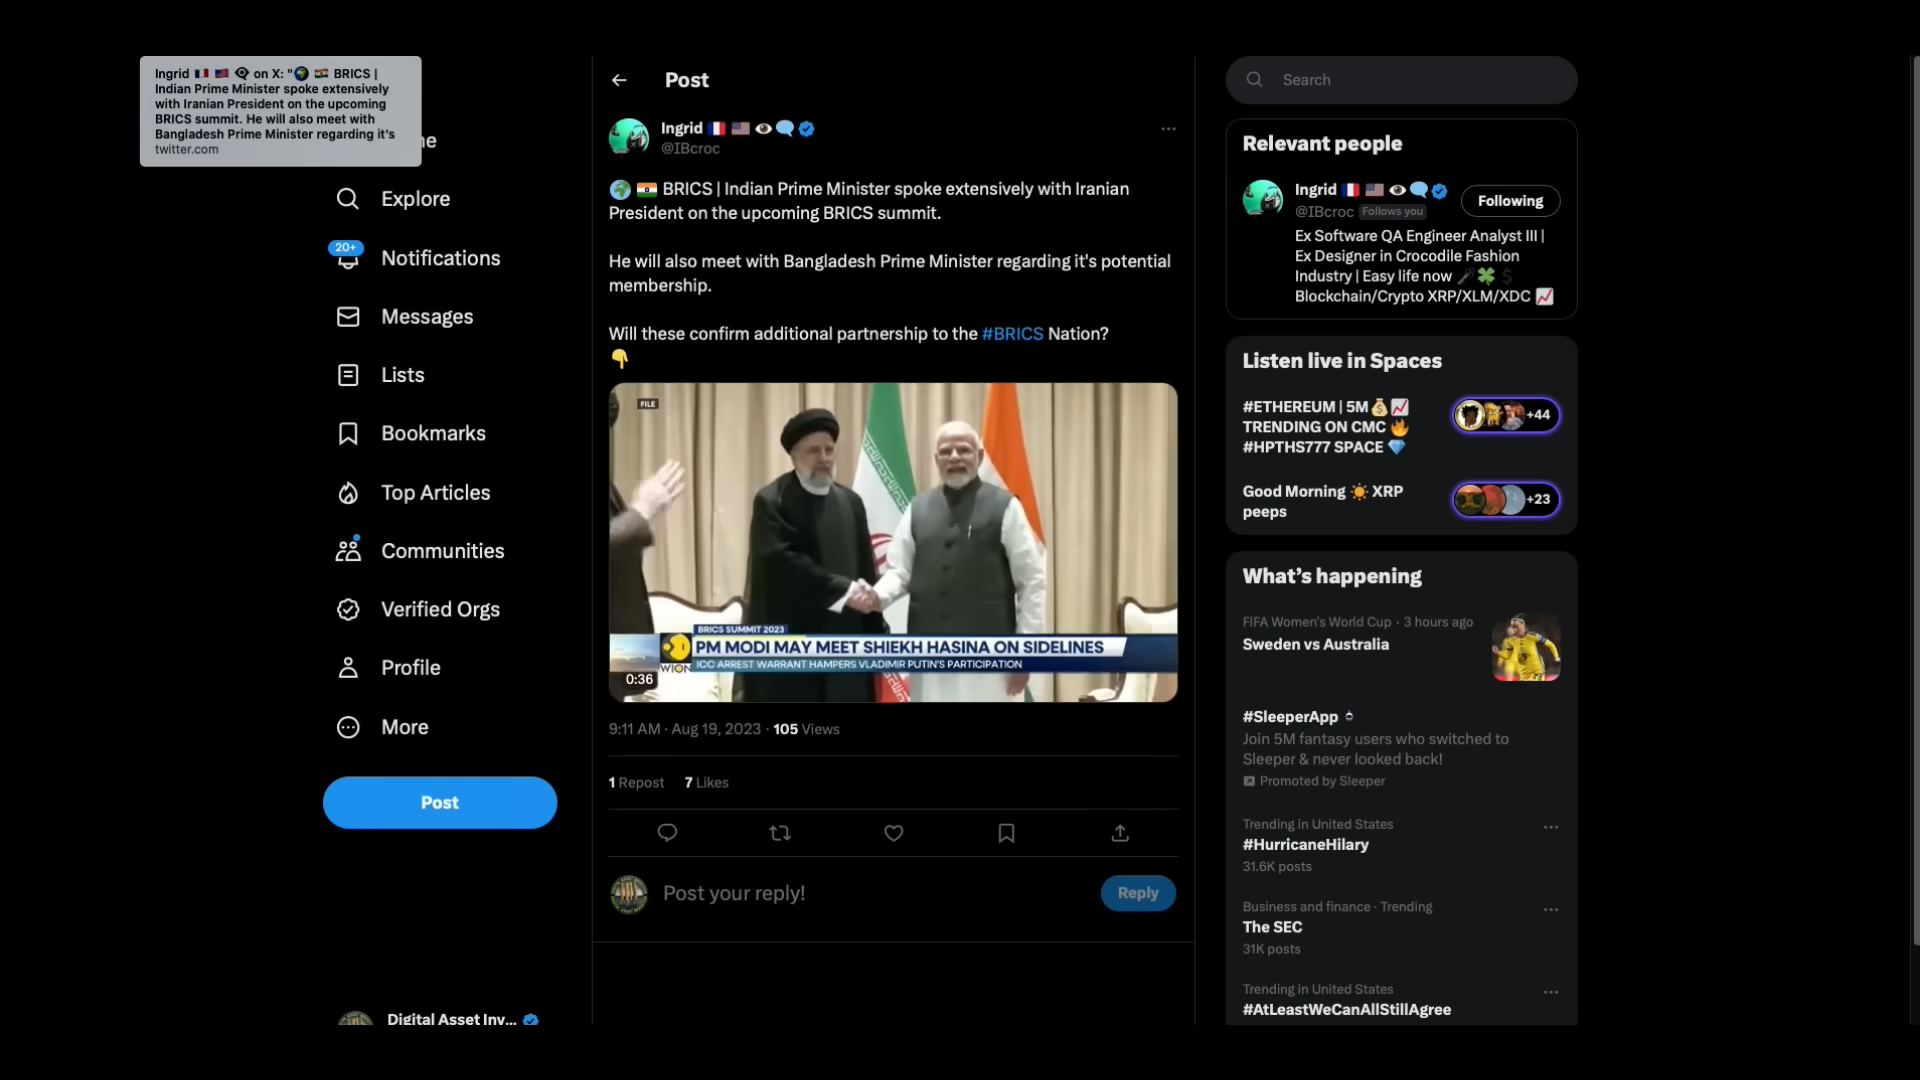 Ingrid on X: " BRICS |
Indian Prime Minister spoke extensively
with Iranian President on the upcoming
BRICS summit. He will also meet with
Bangladesh Prime Minister regarding it's
twitter.com
ne
Explore
20+
Notifications
Messages
Lists
Bookmarks
Top Articles
Communities
Verified Orgs
Profile
More
Post
Digital Asset Inv...
Post
Ingrid
@IBcroc
BRICS | Indian Prime Minister spoke extensively with Iranian
President on the upcoming BRICS summit.
He will also meet with Bangladesh Prime Minister regarding it's potential
membership.
Will these confirm additional partnership to the #BRICS Nation?
FILE
BRICS SUMMIT 2023
PM MODI MAY MEET SHIEKH HASINA ON SIDELINES
ICC ARREST WARRANT HAMPERS VLADIMIR PUTIN'S PARTICIPATION
WION
0:36
9:11 AM · Aug 19, 2023 · 105 Views
1 Repost 7 Likes
Post your reply!
Reply
Search
Relevant people
Ingrid
@IBcroc Follows you
Following
Ex Software QA Engineer Analyst III |
Ex Designer in Crocodile Fashion
Industry | Easy life now
Blockchain/Crypto XRP/XLM/XDC
Listen live in Spaces
#ETHEREUM | 5M
TRENDING ON CMC
#HPTHS777 SPACE
+44
Good Morning XRP
peeps
+23
What's happening
FIFA Women's World Cup · 3 hours ago
Sweden vs Australia
#SleeperApp
Join 5M fantasy users who switched to
Sleeper & never looked back!
Promoted by Sleeper
Trending in United States
#HurricaneHilary
31.6K posts
Business and finance · Trending
The SEC
31K posts
Trending in United States
#AtLeastWeCanAllStillAgree